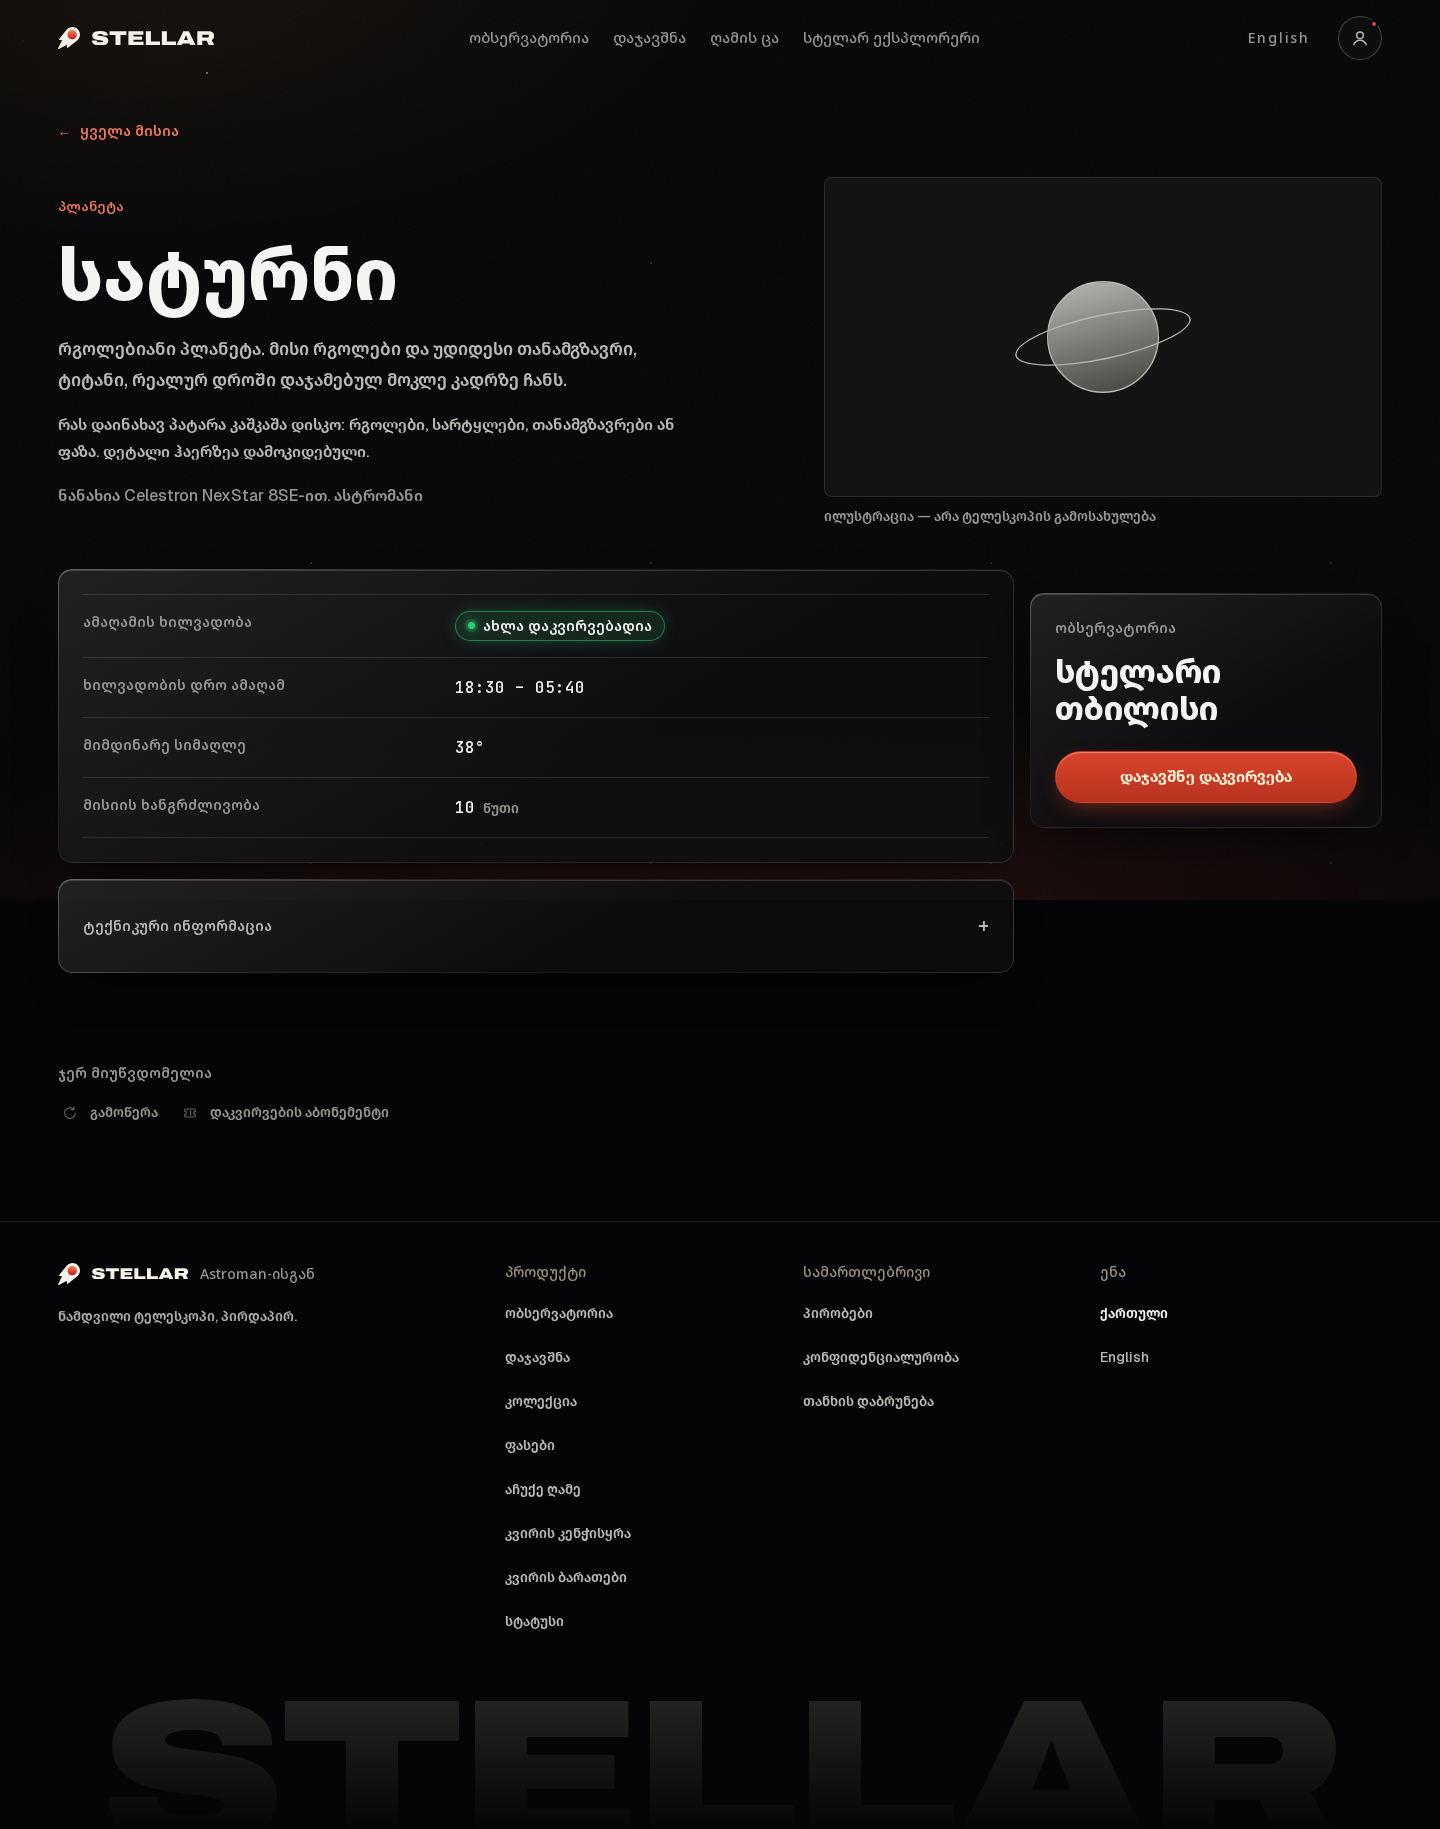 STELLAR
ობსერვატორია
დაჯავშნა
ღამის ცა
სტელარ ექსპლორერი
English
← ყველა მისია
პლანეტა
სატურნი
რგოლებიანი პლანეტა. მისი რგოლები და უდიდესი თანამგზავრი,
ტიტანი, რეალურ დროში დაჯამებულ მოკლე კადრზე ჩანს.
რას დაინახავ პატარა კაშკაშა დისკო: რგოლები, სარტყლები, თანამგზავრები ან
ფაზა. დეტალი ჰაერზეა დამოკიდებული.
ნანახია Celestron NexStar 8SE-ით. ასტრომანი
ილუსტრაცია — არა ტელესკოპის გამოსახულება
ამაღამის ხილვადობა
ახლა დაკვირვებადია
ხილვადობის დრო ამაღამ
18:30 – 05:40
მიმდინარე სიმაღლე
38°
მისიის ხანგრძლივობა
10 წუთი
ობსერვატორია
სტელარი
თბილისი
დაჯავშნე დაკვირვება
ტექნიკური ინფორმაცია
+
ჯერ მიუწვდომელია
გამოწერა
დაკვირვების აბონემენტი
STELLAR Astroman-ისგან
ნამდვილი ტელესკოპი, პირდაპირ.
პროდუქტი
ობსერვატორია
დაჯავშნა
კოლექცია
ფასები
აჩუქე ღამე
კვირის კენჭისყრა
კვირის ბარათები
სტატუსი
სამართლებრივი
პირობები
კონფიდენციალურობა
თანხის დაბრუნება
ენა
ქართული
English
STELLAR